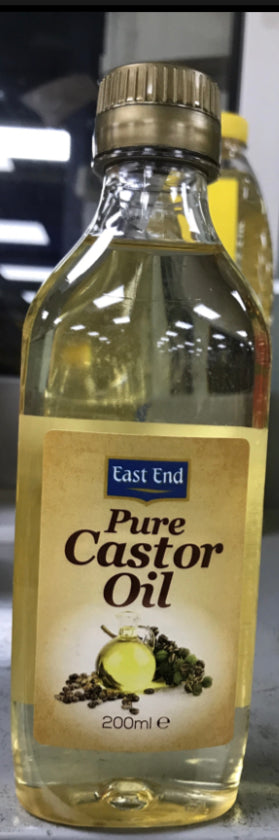 East End
Pure
Castor
Oil
200ml ℮